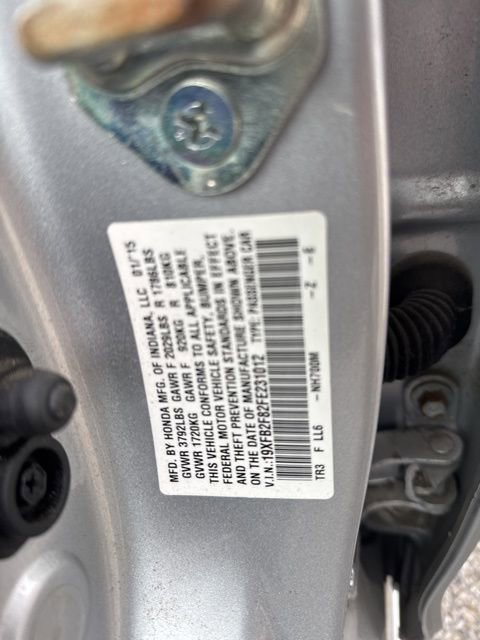 MFD. BY HONDA MFG. OF INDIANA, LLC 01/'15
GVWR 3792LBS GAWR F 2029LBS R 1786LBS
GVWR 1720KG GAWR F 920KG R 810KG
THIS VEHICLE CONFORMS TO ALL APPLICABLE
FEDERAL MOTOR VEHICLE SAFETY, BUMPER,
AND THEFT PREVENTION STANDARDS IN EFFECT
ON THE DATE OF MANUFACTURE SHOWN ABOVE.
V.I.N.:19XFB2F82FE231012 TYPE: PASSENGER CAR
TR3 F LL6 -NH700M -2 -6